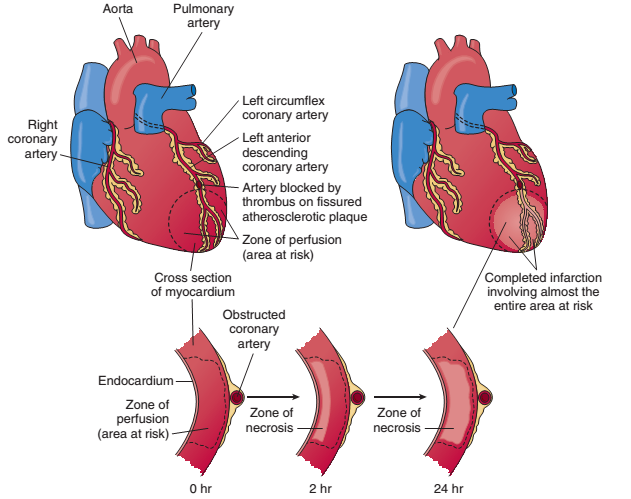 Aorta
Pulmonary
artery
Left circumflex
coronary artery
Right
coronary
artery
Left anterior
descending
coronary artery
Artery blocked by
thrombus on fissured
atherosclerotic plaque
Zone of perfusion
(area at risk)
Cross section
of myocardium
Completed infarction
involving almost the
entire area at risk
Obstructed
coronary
artery
Endocardium
Zone of
perfusion
(area at risk)
Zone of
necrosis
Zone of
necrosis
0 hr
2 hr
24 hr